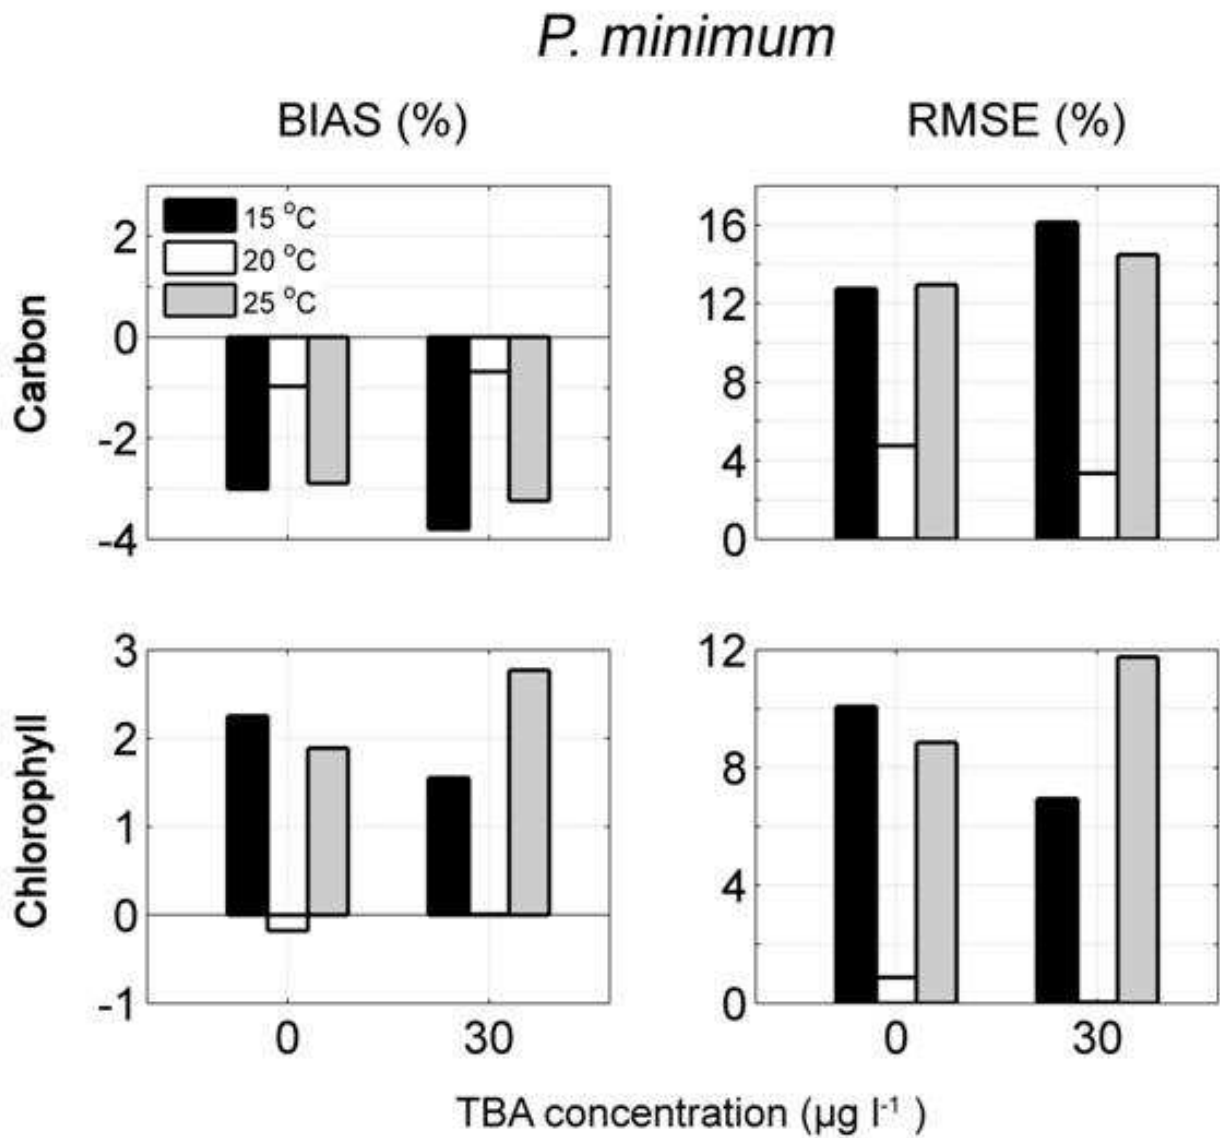 P. minimum
BIAS (%)
RMSE (%)
Carbon
2
0
-2
-4
15 °C
20 °C
25 °C
16
12
8
4
0
Chlorophyll
3
2
1
0
-1
0
30
12
8
4
0
0
30
TBA concentration (µg l⁻¹ )